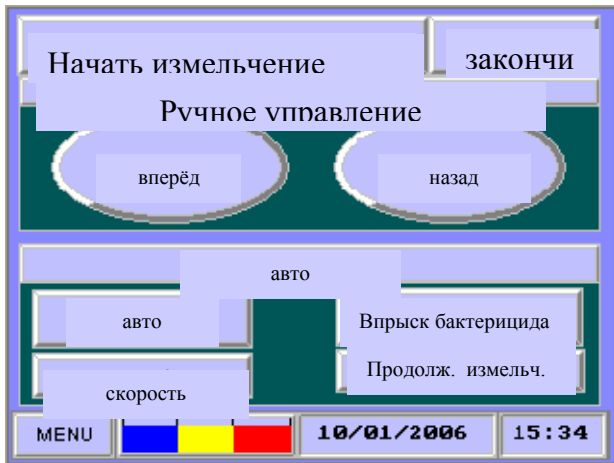 Начать измельчение
закончи
Ручное управление
вперёд
назад
авто
авто
Впрыск бактерицида
скорость
Продолж. измельч.
MENU
10/01/2006
15:34